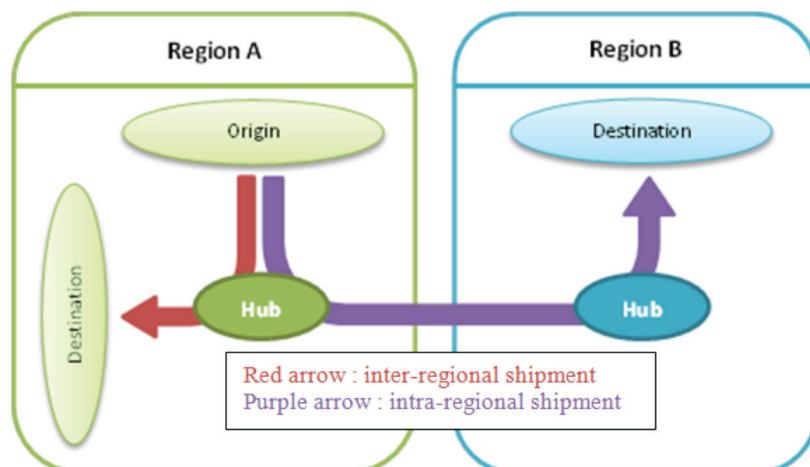 Region A
Region B
Origin
Destination
Destination
Hub
Hub
Red arrow : inter-regional shipment
Purple arrow : intra-regional shipment